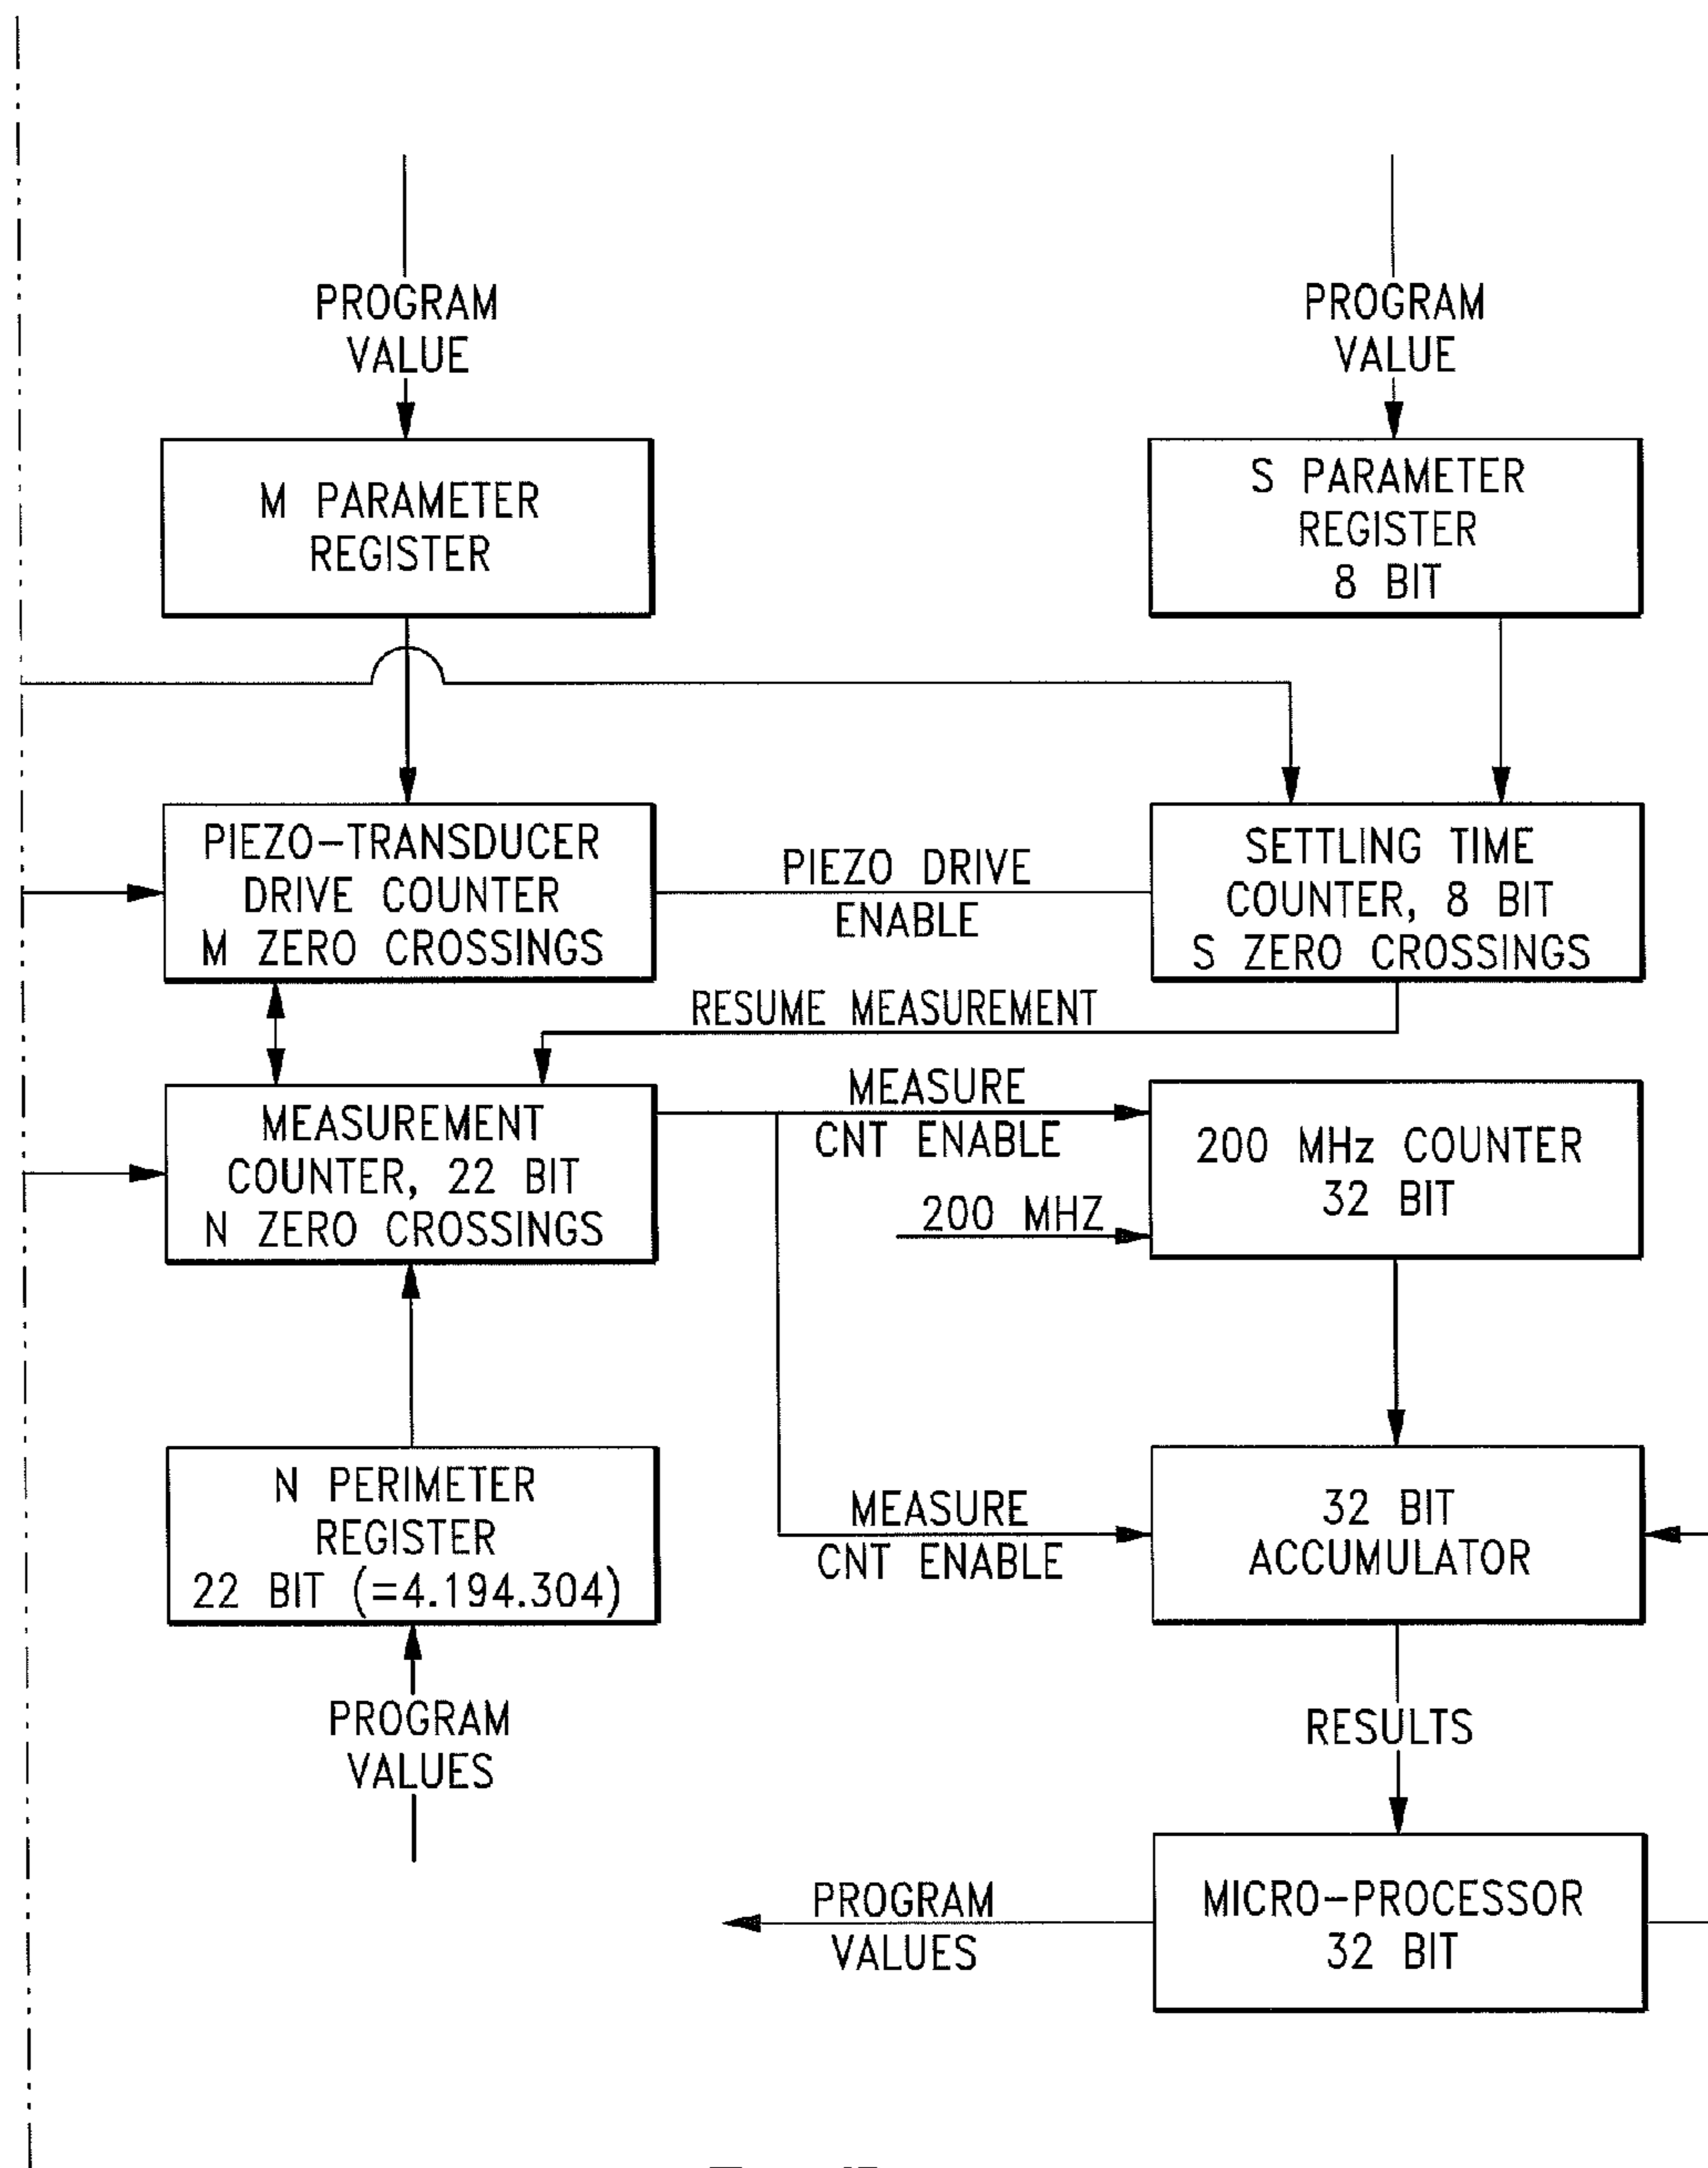 PROGRAM
VALUE
PROGRAM
VALUE
M PARAMETER
REGISTER
S PARAMETER
REGISTER
8 BIT
PIEZO-TRANSDUCER
DRIVE COUNTER
M ZERO CROSSINGS
PIEZO DRIVE
ENABLE
SETTLING TIME
COUNTER, 8 BIT
S ZERO CROSSINGS
RESUME MEASUREMENT
MEASUREMENT
COUNTER, 22 BIT
N ZERO CROSSINGS
MEASURE
CNT ENABLE
200 MHZ
200 MHz COUNTER
32 BIT
N PERIMETER
REGISTER
22 BIT (=4.194.304)
MEASURE
CNT ENABLE
32 BIT
ACCUMULATOR
PROGRAM
VALUES
RESULTS
PROGRAM
VALUES
MICRO-PROCESSOR
32 BIT